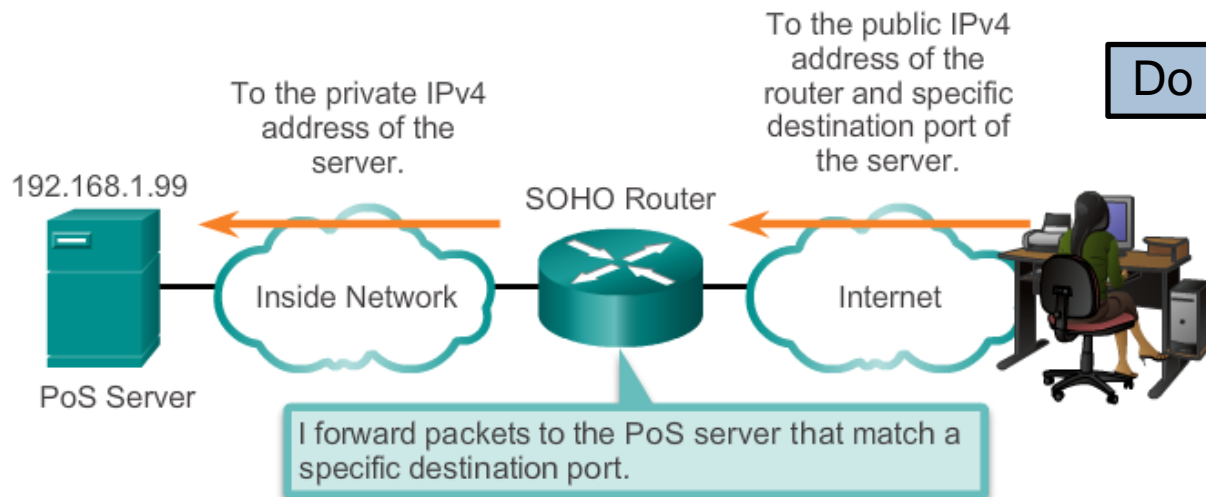 To the private IPv4
address of the
server.
To the public IPv4
address of the
router and specific
destination port of
the server.
Do
192.168.1.99
SOHO Router
Inside Network
Internet
PoS Server
I forward packets to the PoS server that match a
specific destination port.